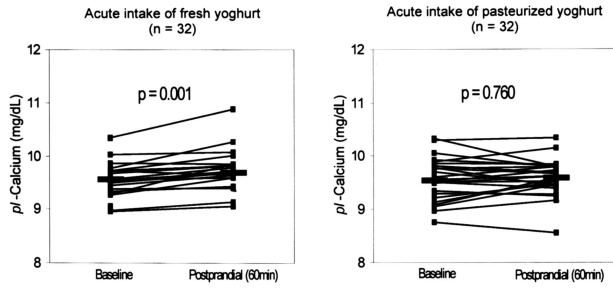 Acute intake of fresh yoghurt
(n = 32)
12
11
10
9
8
pl -Calcium (mg/dL)
p = 0.001
Baseline
Postprandial (60min)
Acute intake of pasteurized yoghurt
(n = 32)
12
11
10
9
8
pl -Calcium (mg/dL)
p = 0.760
Baseline
Postprandial (60min)